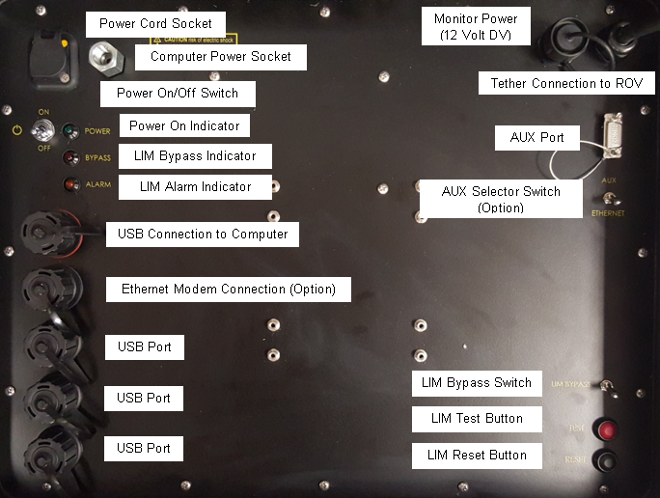 Power Cord Socket
CAUTION risk of electric shock
Computer Power Socket
Monitor Power
(12 Volt DV)
Tether Connection to ROV
Power On/Off Switch
ON
OFF
POWER
Power On Indicator
AUX Port
BYPASS
LIM Bypass Indicator
ALARM
LIM Alarm Indicator
AUX
AUX Selector Switch
(Option)
ETHERNET
USB Connection to Computer
Ethernet Modem Connection (Option)
USB Port
USB Port
USB Port
LIM Bypass Switch
LIM BYPASS
LIM Test Button
TEST
LIM Reset Button
RESET